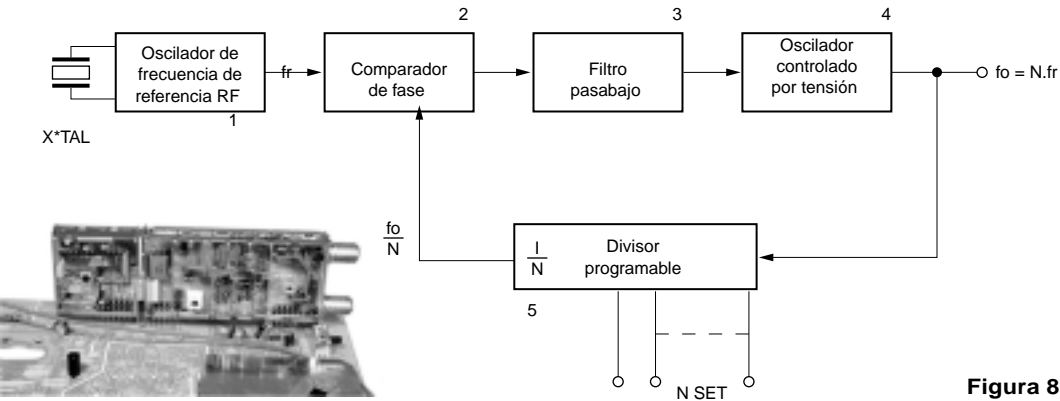 2
3
4
Oscilador de
frecuencia de
referencia RF
1
X*TAL
fr
Comparador
de fase
Filtro
pasabajo
Oscilador
controlado
por tensión
fo = N.fr
fo
N
I
N
Divisor
programable
5
N SET
Figura 8